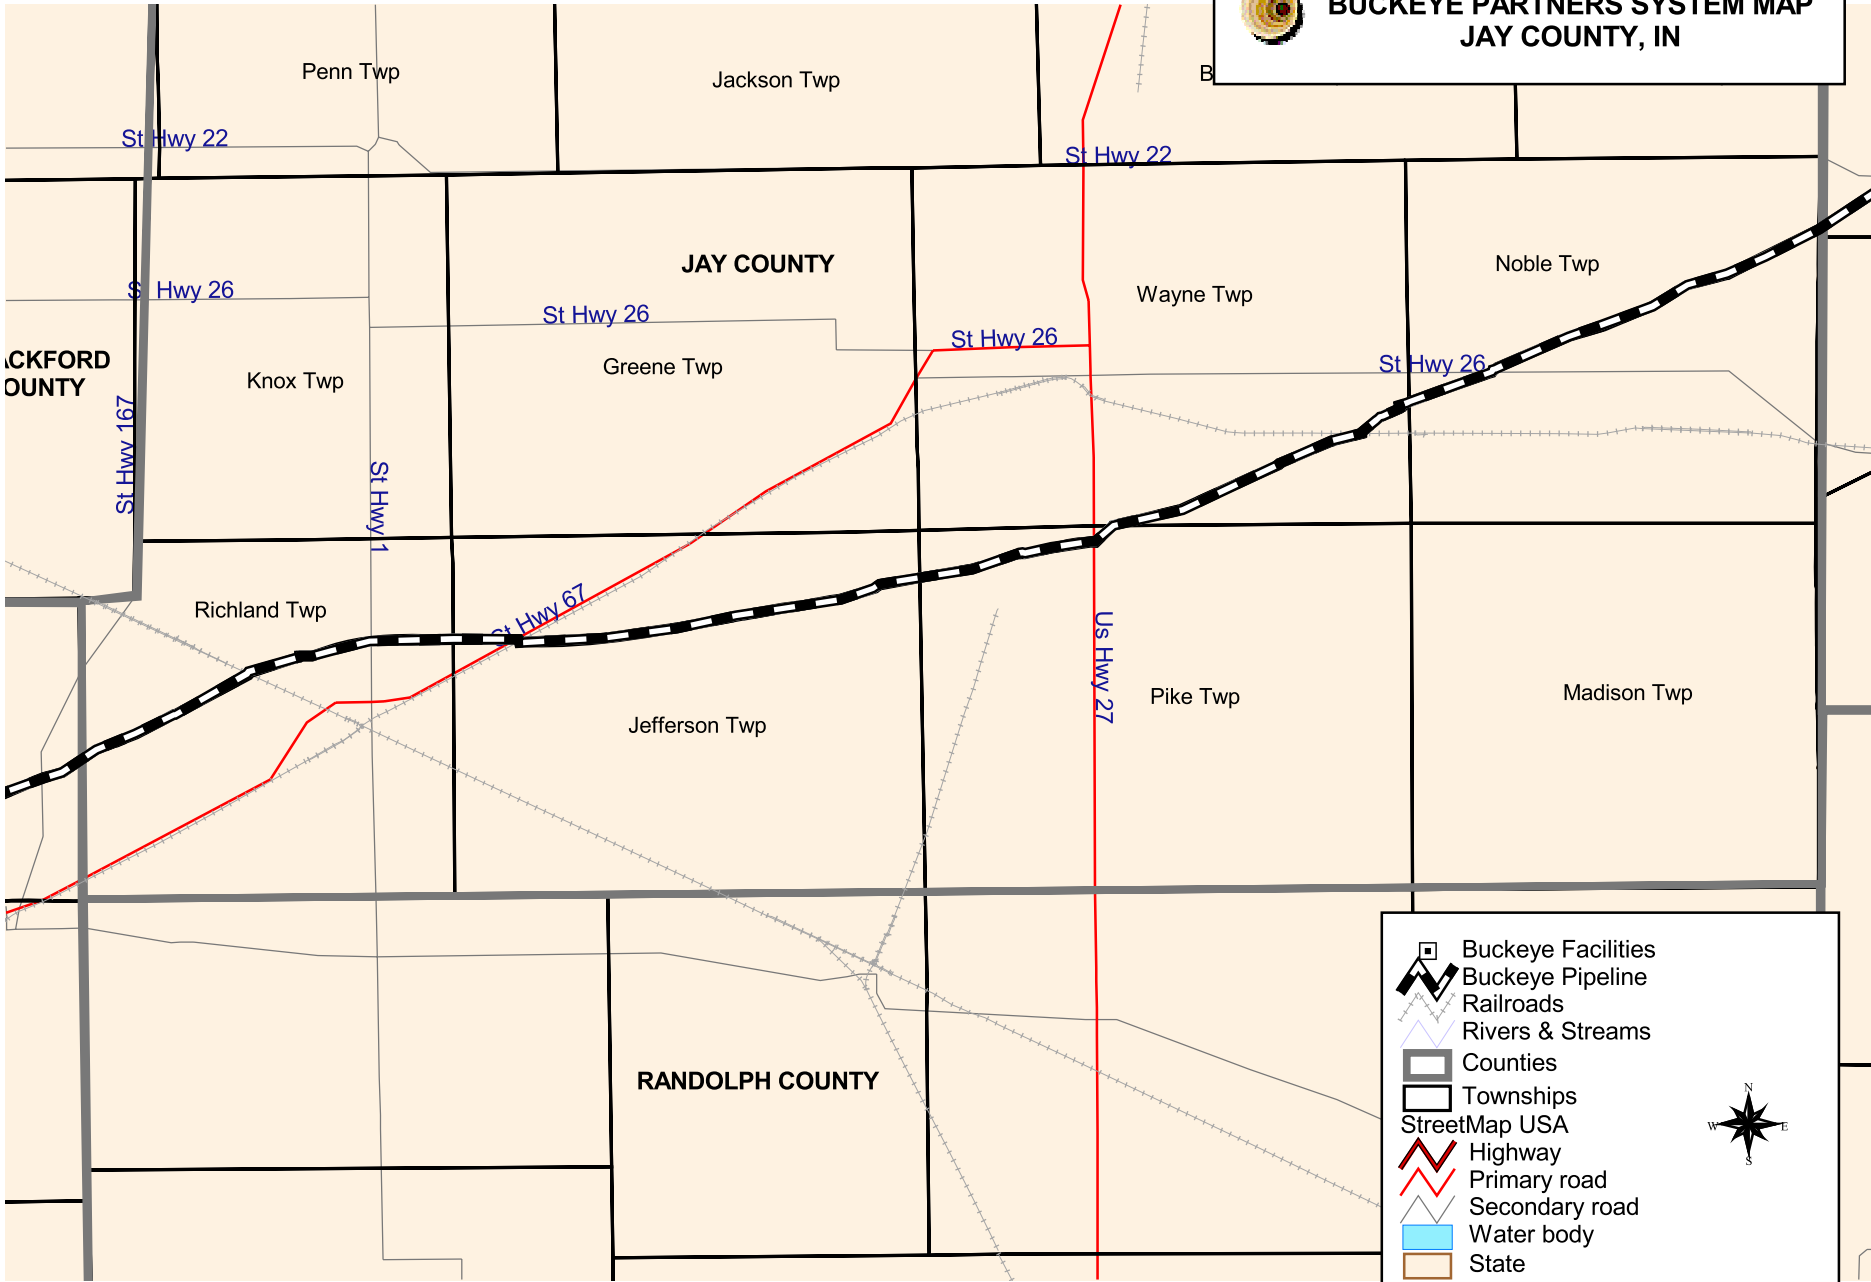 BUCKEYE PARTNERS SYSTEM MAP
JAY COUNTY, IN
Penn Twp
Jackson Twp
B
St Hwy 22
St Hwy 22
JAY COUNTY
Noble Twp
St Hwy 26
Wayne Twp
St Hwy 26
St Hwy 26
St Hwy 26
ACKFORD
OUNTY
Knox Twp
Greene Twp
St Hwy 167
St Hwy 1
Richland Twp
St Hwy 67
Us Hwy 27
Jefferson Twp
Pike Twp
Madison Twp
RANDOLPH COUNTY
Buckeye Facilities
Buckeye Pipeline
Railroads
Rivers & Streams
Counties
Townships
StreetMap USA
Highway
Primary road
Secondary road
Water body
State
N
W
E
S